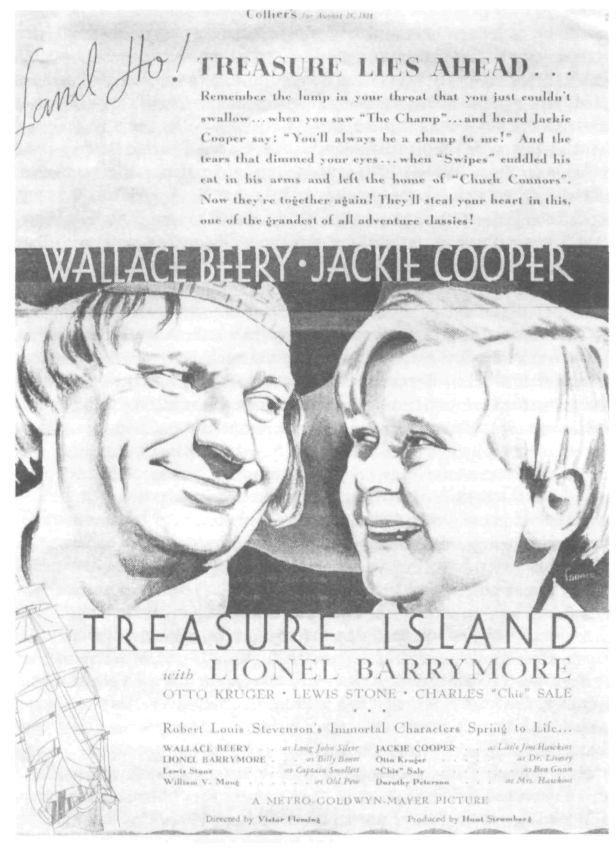 Collier's for August 18, 1934
Land Ho!
TREASURE LIES AHEAD....
Remember the lump in your throat that you just couldn't
swallow...when you saw "The Champ"...and heard Jackie
Cooper say: "You'll always be a champ to me!" And the
tears that dimmed your eyes...when "Swipes" cuddled his
cat in his arms and left the home of "Chuck Connors".
Now they're together again! They'll steal your heart in this,
one of the grandest of all adventure classics!
WALLACE BEERY • JACKIE COOPER
TREASURE ISLAND
with LIONEL BARRYMORE
OTTO KRUGER • LEWIS STONE • CHARLES "Chic" SALE
• • •
Robert Louis Stevenson's Immortal Characters Spring to Life...
WALLACE BEERY . . as Long John Silver JACKIE COOPER . . as Little Jim Hawkins
LIONEL BARRYMORE . . as Billy Bones Otto Kruger . . . . as Dr. Livesey
Lewis Stone . . . as Captain Smollett "Chic" Sale . . . . as Ben Gunn
William V. Mong . . . . as Old Pew Dorothy Peterson . . . as Mrs. Hawkins
A METRO-GOLDWYN-MAYER PICTURE
Directed by Victor Fleming Produced by Hunt Stromberg